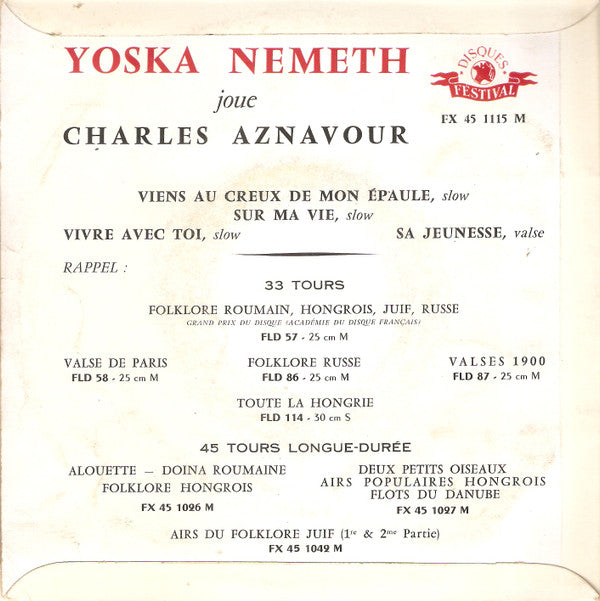 YOSKA NEMETH
joue
CHARLES AZNAVOUR
DISQUES
FESTIVAL
FX 45 1115 M
VIENS AU CREUX DE MON ÉPAULE, slow
SUR MA VIE, slow
VIVRE AVEC TOI, slow
SA JEUNESSE, valse
RAPPEL :
33 TOURS
FOLKLORE ROUMAIN, HONGROIS, JUIF, RUSSE
GRAND PRIX DU DISQUE (ACADÉMIE DU DISQUE FRANÇAIS)
FLD 57 - 25 cm M
VALSE DE PARIS
FLD 58 - 25 cm M
FOLKLORE RUSSE
FLD 86 - 25 cm M
VALSES 1900
FLD 87 - 25 cm M
TOUTE LA HONGRIE
FLD 114 - 30 cm S
45 TOURS LONGUE-DURÉE
ALOUETTE – DOINA ROUMAINE
FOLKLORE HONGROIS
FX 45 1026 M
DEUX PETITS OISEAUX
AIRS POPULAIRES HONGROIS
FLOTS DU DANUBE
FX 45 1027 M
AIRS DU FOLKLORE JUIF (1re & 2me Partie)
FX 45 1042 M